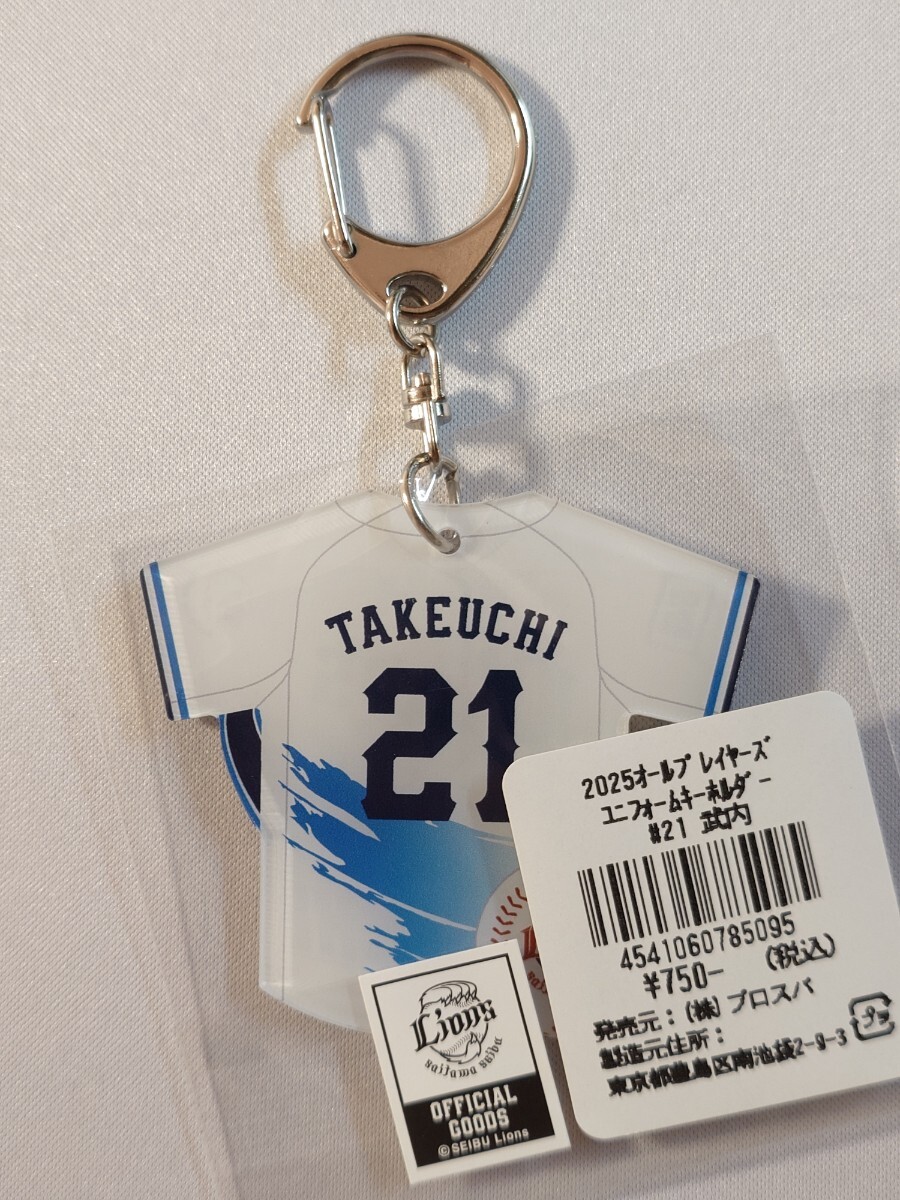 TAKEUCHI
21
2025オールプレイヤーズ
ユニフォームキーホルダー
#21 武内
4541060785095
¥750- (税込)
発売元：(株)プロスパ
製造元住所：
東京都豊島区南池袋2-9-3
プラ
Lions
saitama seibu
OFFICIAL
GOODS
©SEIBU Lions